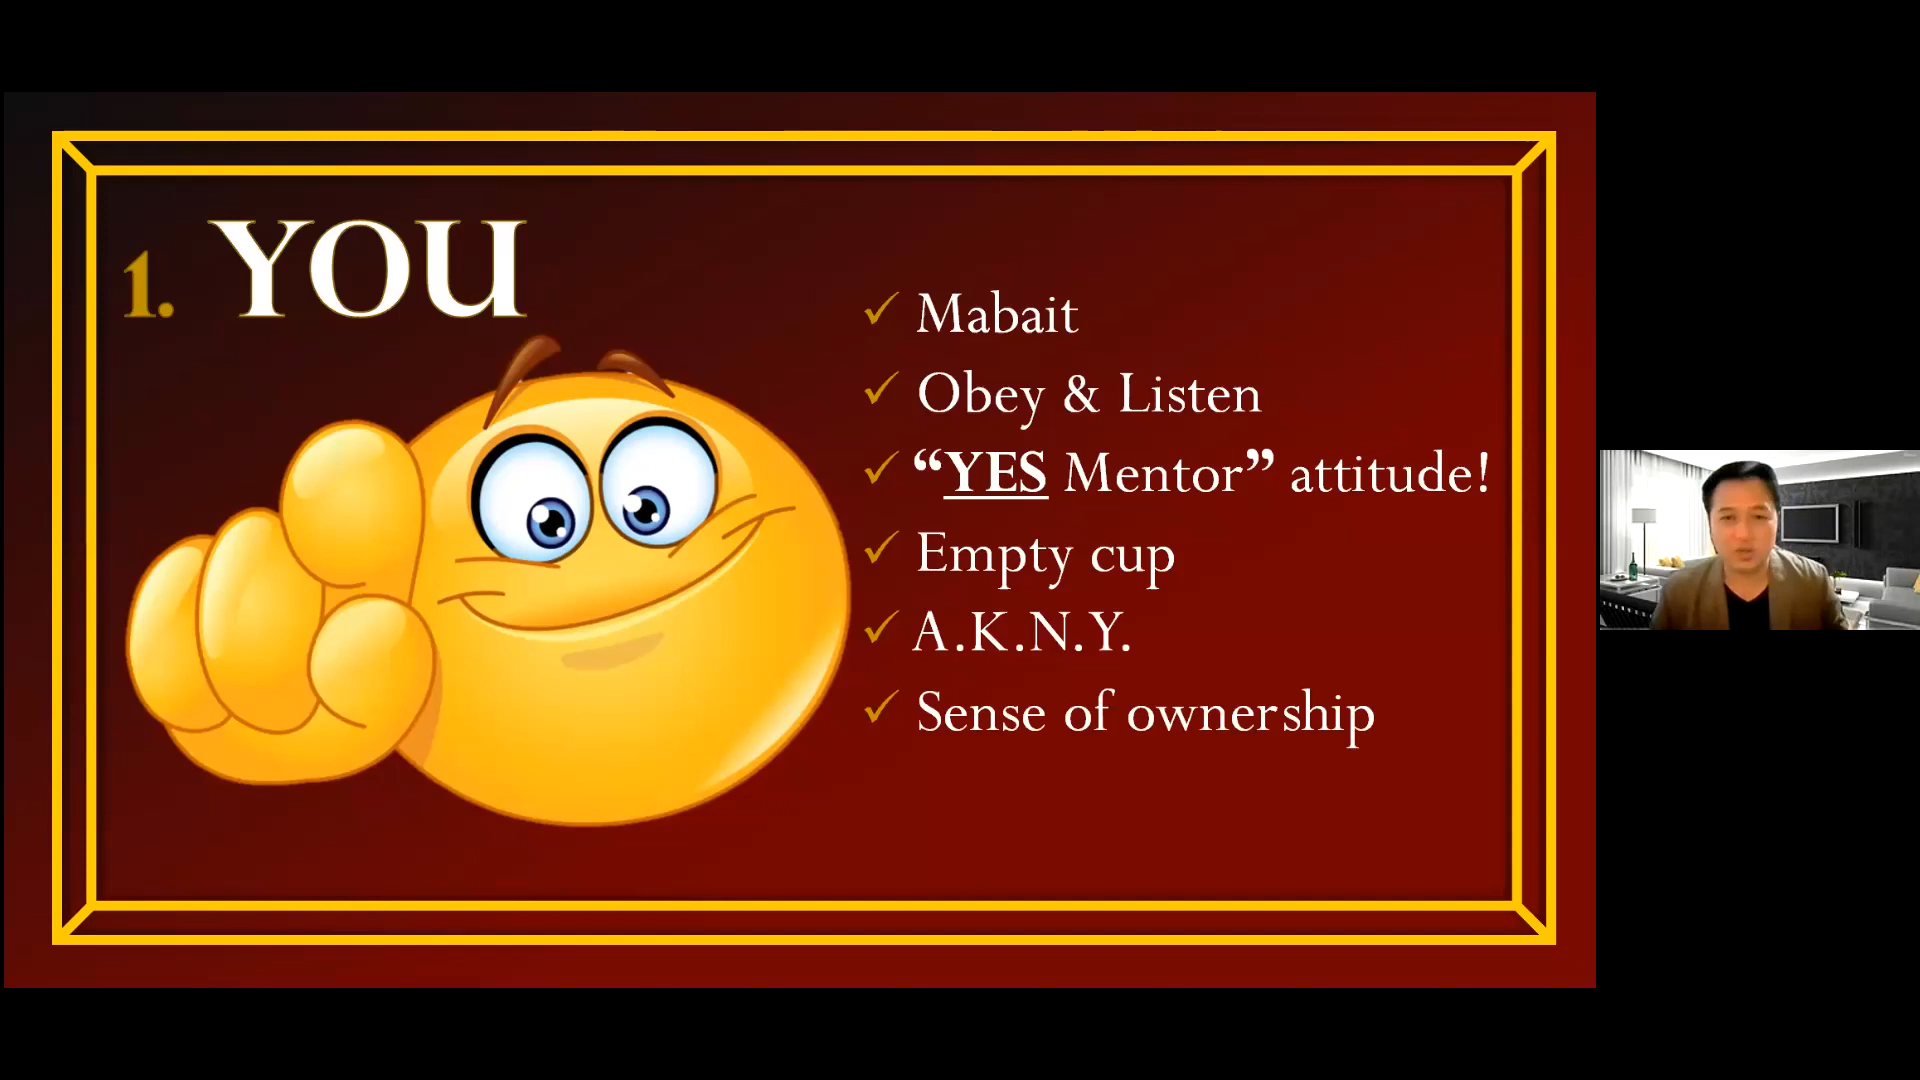 1. YOU
✓ Mabait
✓ Obey & Listen
✓ “YES Mentor” attitude!
✓ Empty cup
✓ A.K.N.Y.
✓ Sense of ownership